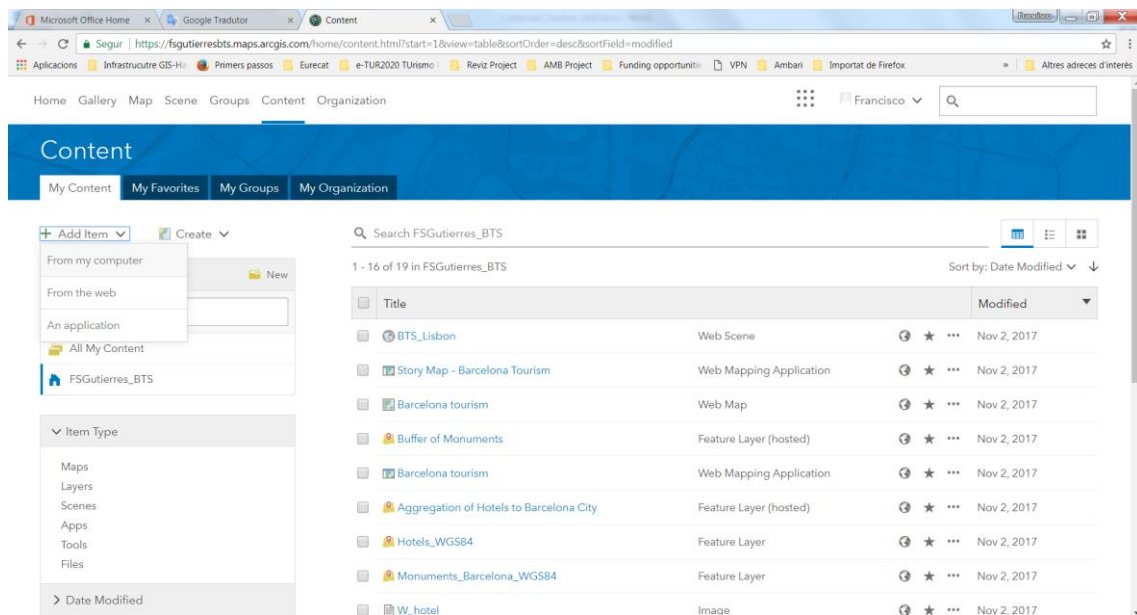 Microsoft Office Home × Google Tradutor × Content ×
Francisco
Segur | https://fsgutierresbts.maps.arcgis.com/home/content.html?start=1&view=table&sortOrder=desc&sortField=modified
Aplicacions Infrastrucutre GIS-Ha Primers passos Eurecat e-TUR2020 TUrismo Reviz Project AMB Project Funding opportuniti VPN Ambari Importat de Firefox » Altres adreces d'interès
Home Gallery Map Scene Groups Content Organization Francisco
Content
My Content My Favorites My Groups My Organization
+ Add Item Create Search FSGutierres_BTS
From my computer New 1 - 16 of 19 in FSGutierres_BTS Sort by: Date Modified
From the web Title Modified
An application
All My Content BTS_Lisbon Web Scene Nov 2, 2017
FSGutierres_BTS Story Map - Barcelona Tourism Web Mapping Application Nov 2, 2017
Barcelona tourism Web Map Nov 2, 2017
Item Type Buffer of Monuments Feature Layer (hosted) Nov 2, 2017
Maps Barcelona tourism Web Mapping Application Nov 2, 2017
Layers
Scenes Aggregation of Hotels to Barcelona City Feature Layer (hosted) Nov 2, 2017
Apps
Tools Hotels_WGS84 Feature Layer Nov 2, 2017
Files
Monuments_Barcelona_WGS84 Feature Layer Nov 2, 2017
Date Modified W_hotel Image Nov 2, 2017